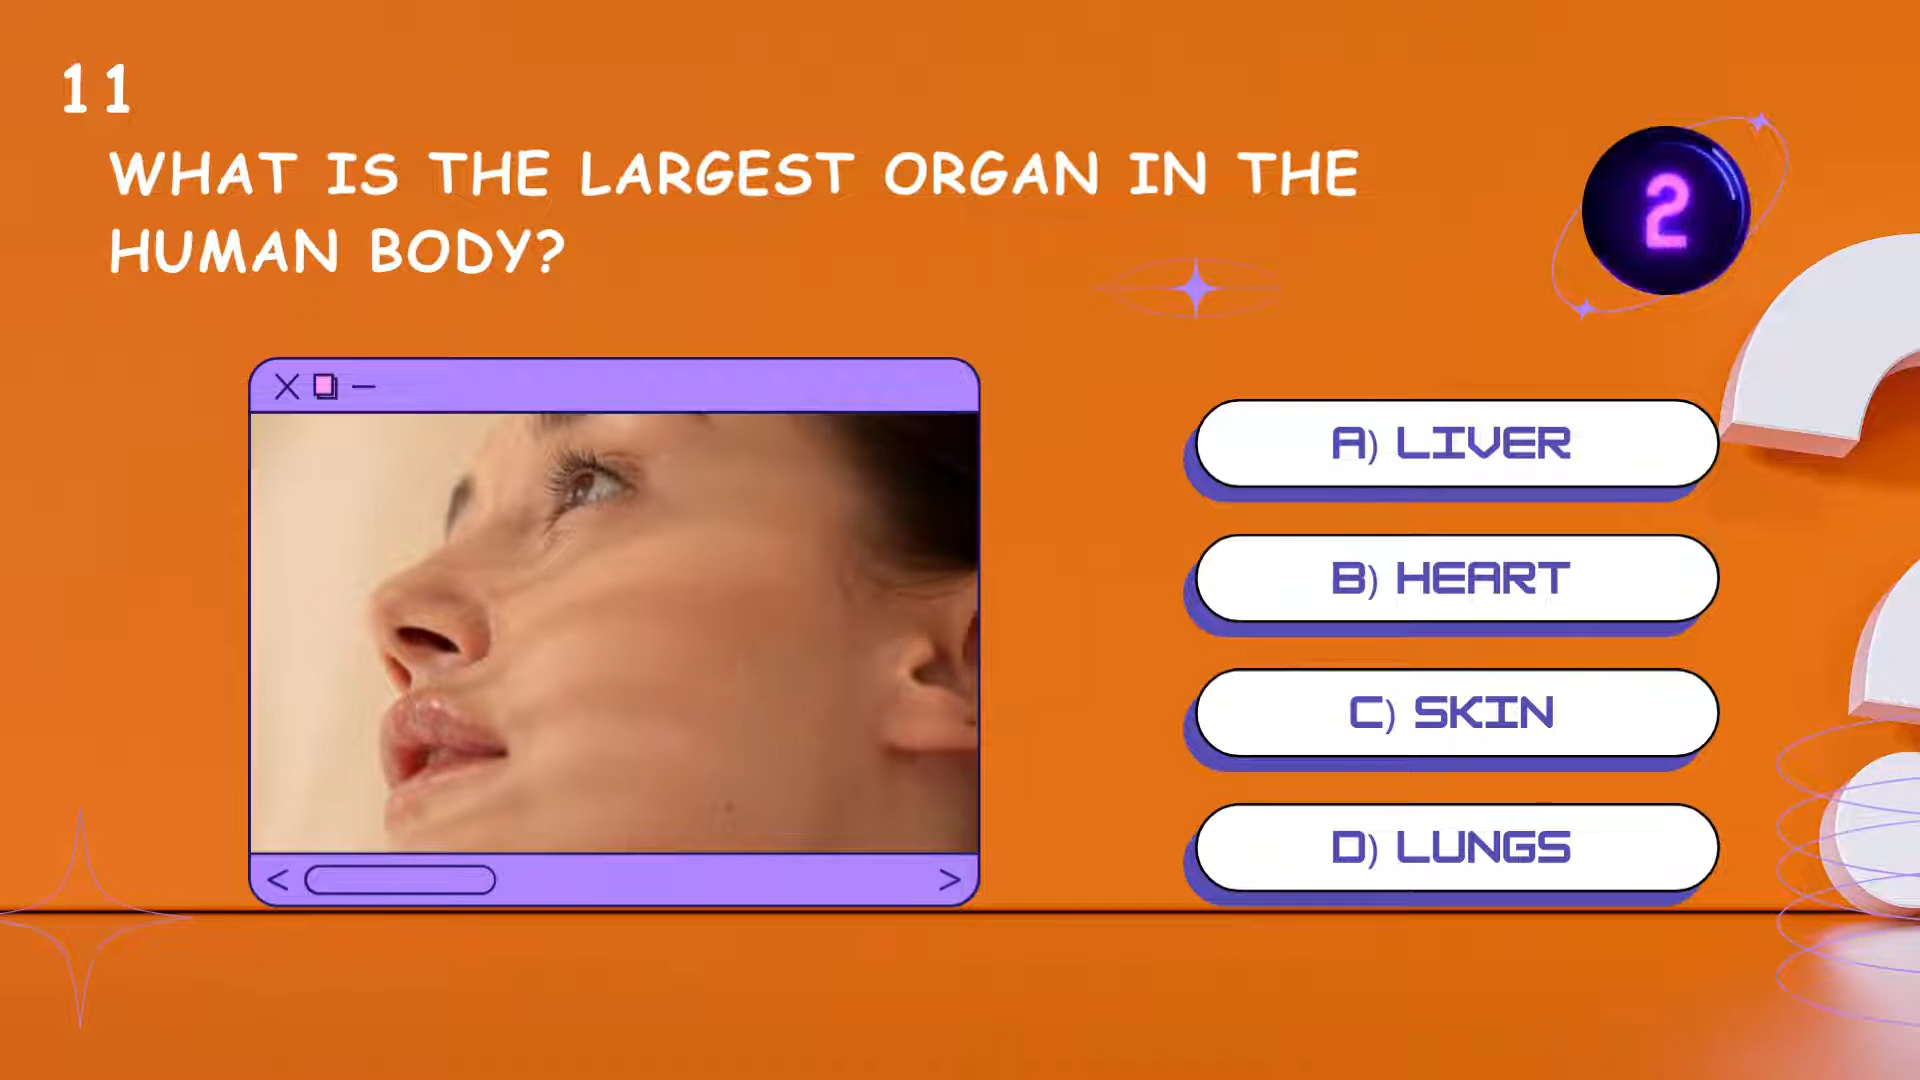 11
WHAT IS THE LARGEST ORGAN IN THE
HUMAN BODY?
2
A) LIVER
B) HEART
C) SKIN
D) LUNGS